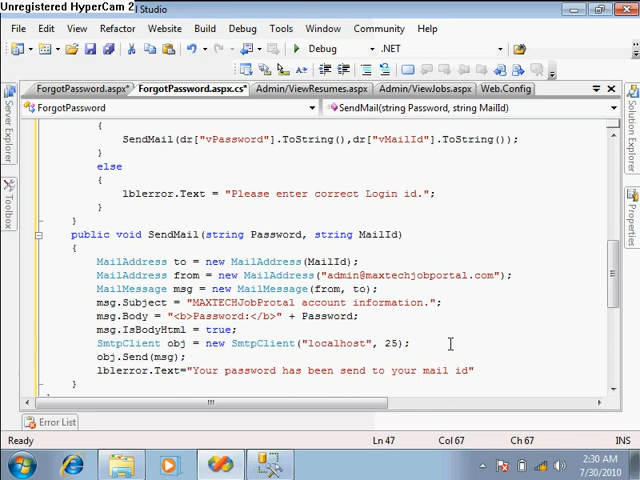 Unregistered HyperCam 2
l Studio
File Edit View Refactor Website Build Debug Tools Window Community Help
Debug .NET
ForgotPassword.aspx* ForgotPassword.aspx.cs* Admin/ViewResumes.aspx Admin/ViewJobs.aspx Web.Config
ForgotPassword SendMail(string Password, string MailId)
Server Explorer
Toolbox
Solution Explorer
Properties
{
SendMail(dr["vPassword"].ToString(),dr["vMailId"].ToString());
}
else
{
lblerror.Text = "Please enter correct Login id.";
}
}
public void SendMail(string Password, string MailId)
{
MailAddress to = new MailAddress(MailId);
MailAddress from = new MailAddress("admin@maxtechjobportal.com");
MailMessage msg = new MailMessage(from, to);
msg.Subject = "MAXTECHJobProtal account information.";
msg.Body = "<b>Password:</b>" + Password;
msg.IsBodyHtml = true;
SmtpClient obj = new SmtpClient("localhost", 25);
obj.Send(msg);
lblerror.Text="Your password has been send to your mail id"
}
Error List
Ready Ln 47 Col 67 Ch 67 INS
2:30 AM
7/30/2010